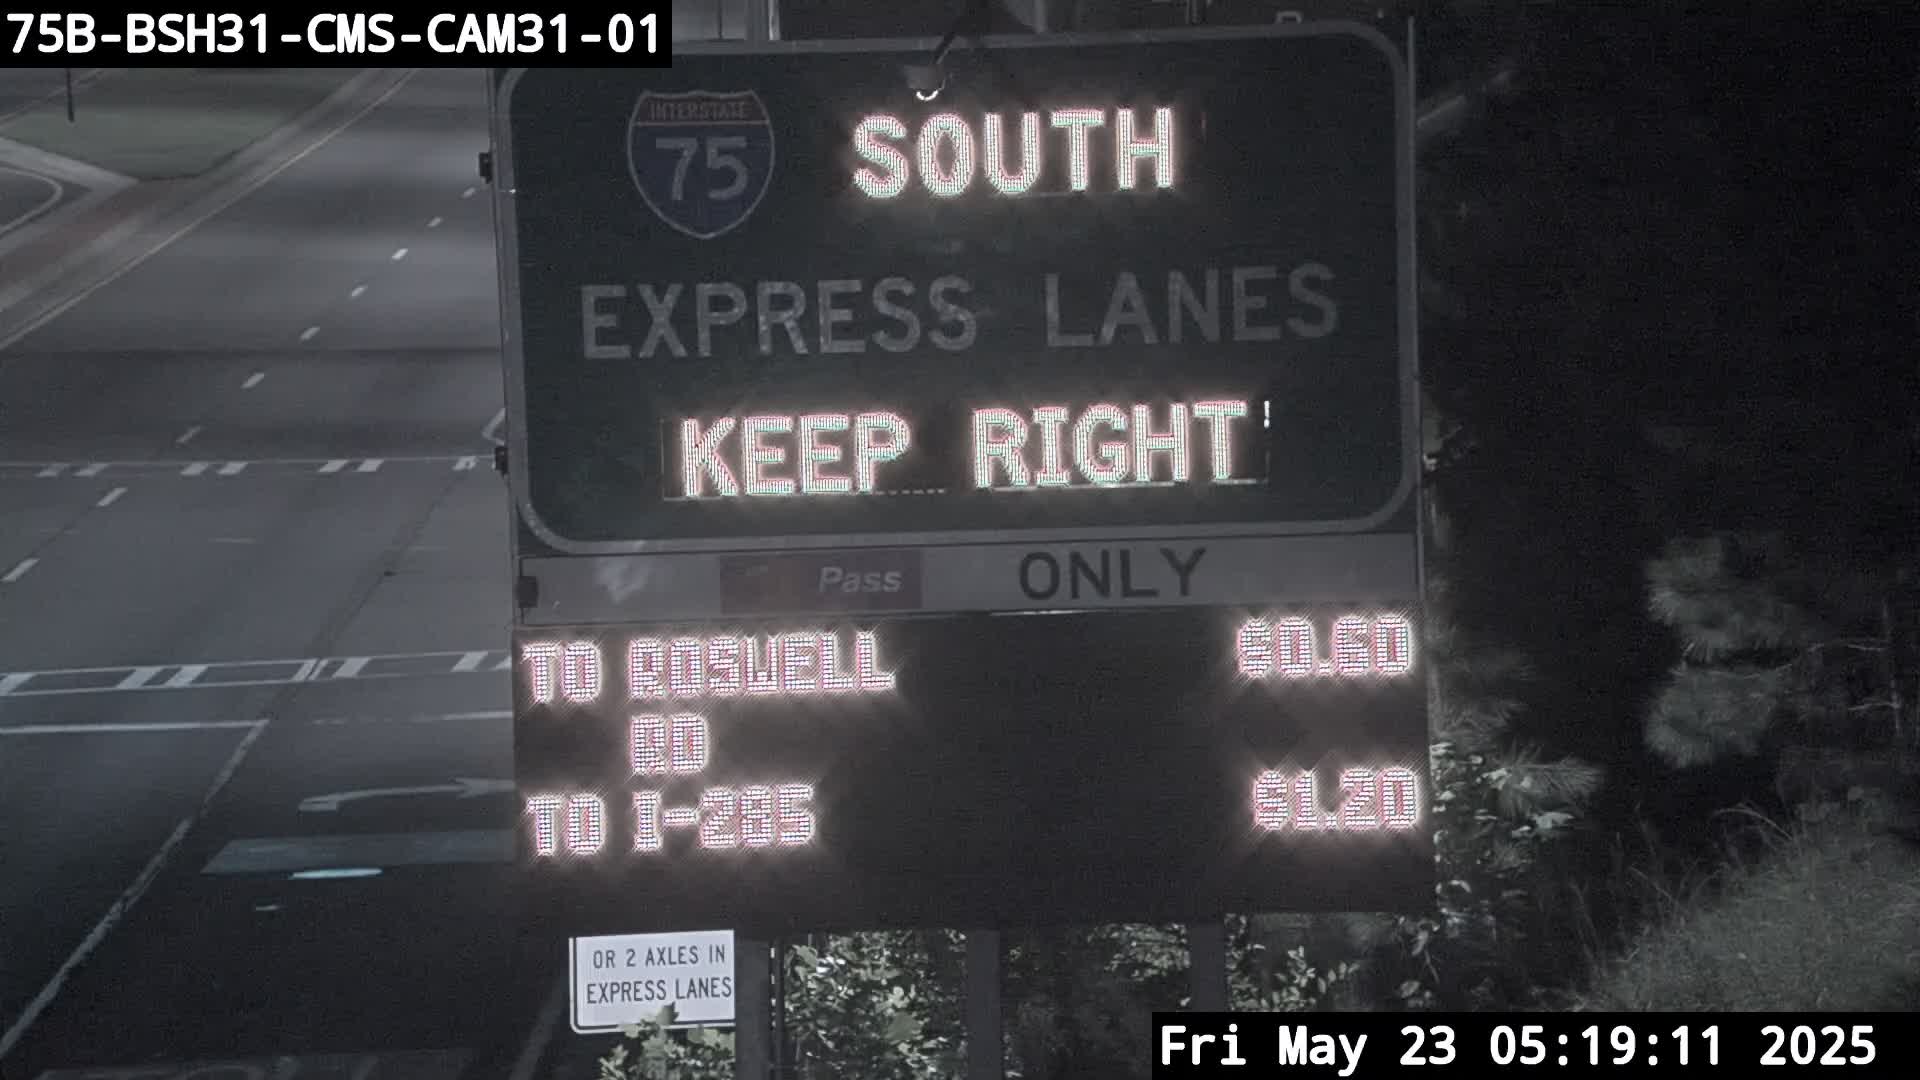 75B-BSH31-CMS-CAM31-01
INTERSTATE
75
SOUTH
EXPRESS LANES
KEEP RIGHT
Pass ONLY
TO ROSWELL $0.60
RD
TO I-285 $1.20
OR 2 AXLES IN
EXPRESS LANES
Fri May 23 05:19:11 2025